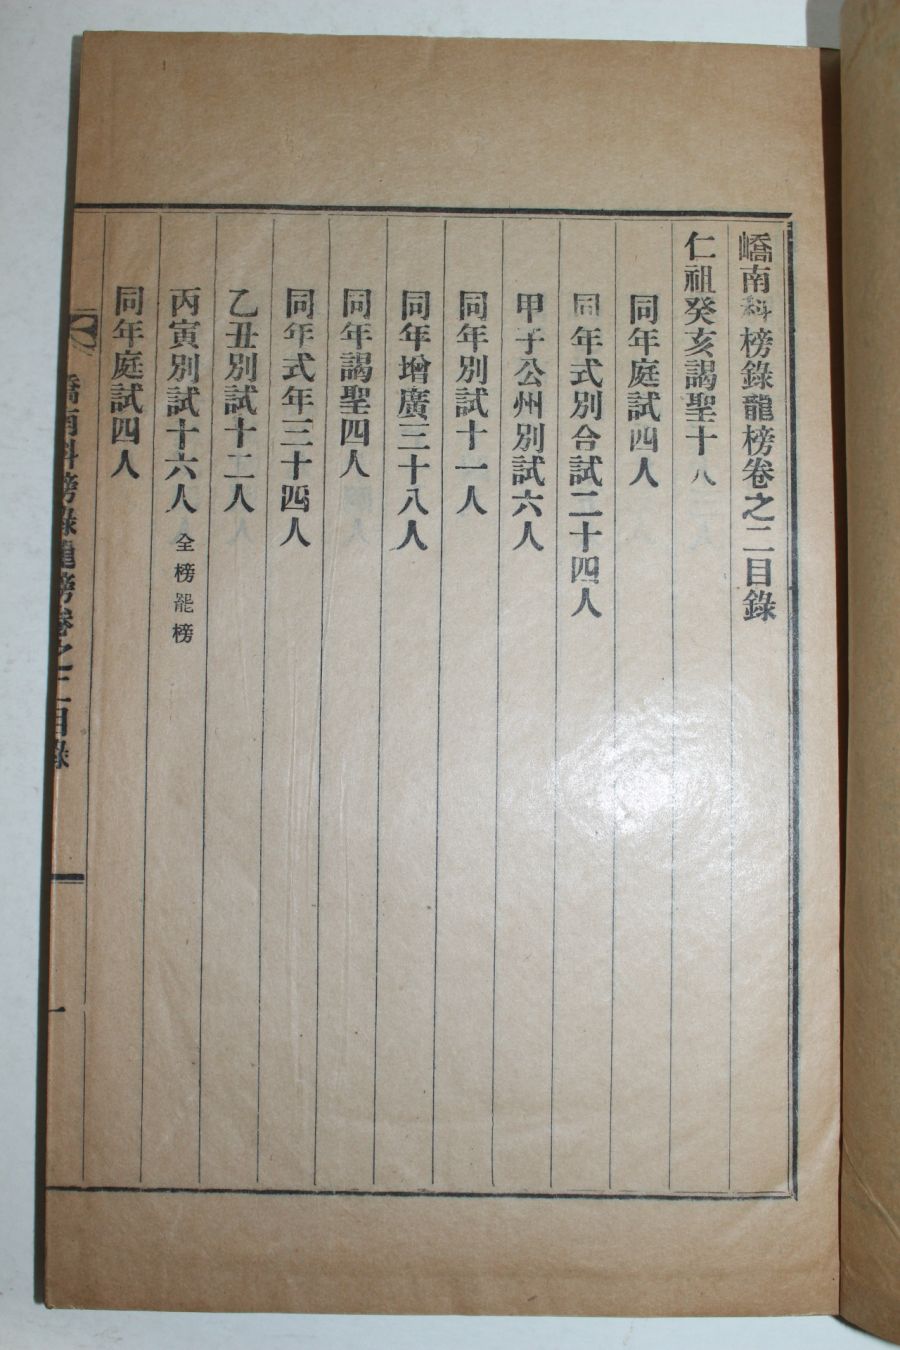 嶠南科榜錄龍榜卷之二目錄
仁祖癸亥謁聖十人
同年庭試四人
同年式別合試二十四人
甲子公州別試六人
同年別試十一人
同年增廣三十八人
同年謁聖四人
同年式年三十四人
乙丑別試十二人
丙寅別試十六人 全榜罷榜
同年庭試四人
嶠南科榜錄龍榜卷之二目錄
一